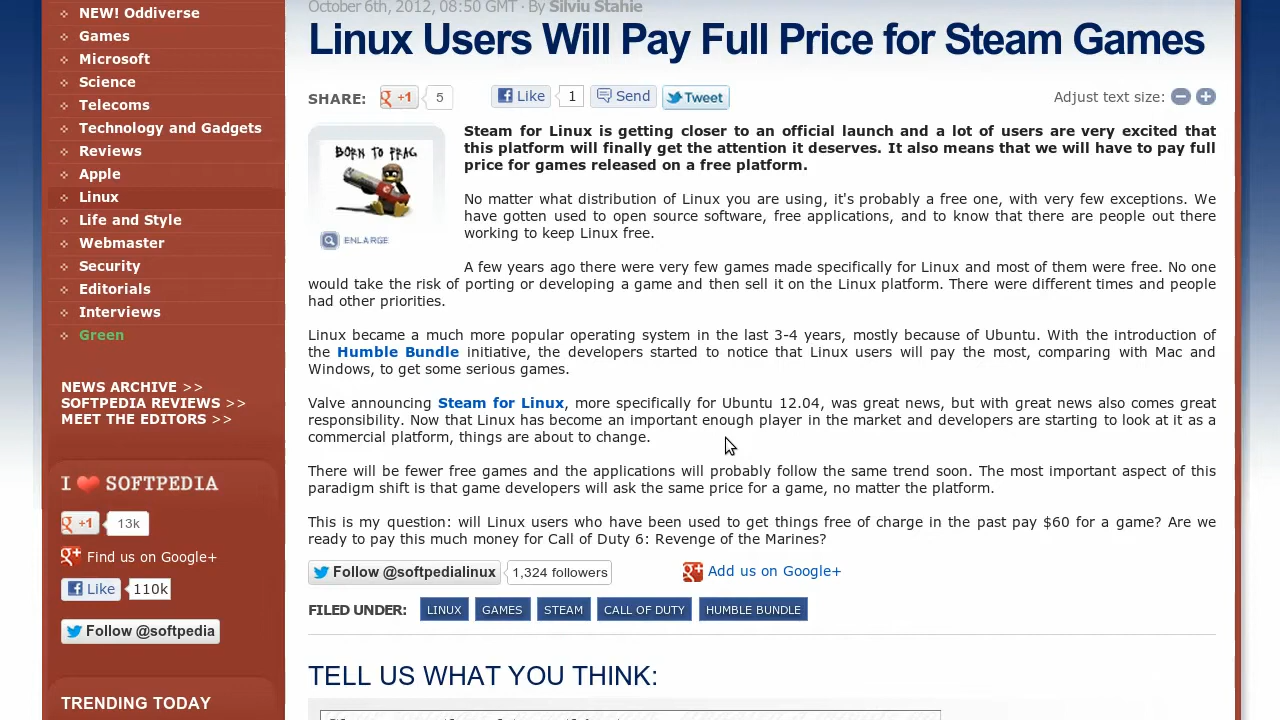 NEW! Oddiverse
Games
Microsoft
Science
Telecoms
Technology and Gadgets
Reviews
Apple
Linux
Life and Style
Webmaster
Security
Editorials
Interviews
Green
NEWS ARCHIVE >>
SOFTPEDIA REVIEWS >>
MEET THE EDITORS >>
I SOFTPEDIA
+1 13k
Find us on Google+
Like 110k
Follow @softpedia
TRENDING TODAY
October 6th, 2012, 08:50 GMT · By Silviu Stahie
Linux Users Will Pay Full Price for Steam Games
SHARE: +1 5 Like 1 Send Tweet Adjust text size:
BORN TO FRAG
ENLARGE
Steam for Linux is getting closer to an official launch and a lot of users are very excited that
this platform will finally get the attention it deserves. It also means that we will have to pay full
price for games released on a free platform.
No matter what distribution of Linux you are using, it's probably a free one, with very few exceptions. We
have gotten used to open source software, free applications, and to know that there are people out there
working to keep Linux free.
A few years ago there were very few games made specifically for Linux and most of them were free. No one
would take the risk of porting or developing a game and then sell it on the Linux platform. There were different times and people
had other priorities.
Linux became a much more popular operating system in the last 3-4 years, mostly because of Ubuntu. With the introduction of
the Humble Bundle initiative, the developers started to notice that Linux users will pay the most, comparing with Mac and
Windows, to get some serious games.
Valve announcing Steam for Linux, more specifically for Ubuntu 12.04, was great news, but with great news also comes great
responsibility. Now that Linux has become an important enough player in the market and developers are starting to look at it as a
commercial platform, things are about to change.
There will be fewer free games and the applications will probably follow the same trend soon. The most important aspect of this
paradigm shift is that game developers will ask the same price for a game, no matter the platform.
This is my question: will Linux users who have been used to get things free of charge in the past pay $60 for a game? Are we
ready to pay this much money for Call of Duty 6: Revenge of the Marines?
Follow @softpedialinux 1,324 followers Add us on Google+
FILED UNDER: LINUX GAMES STEAM CALL OF DUTY HUMBLE BUNDLE
TELL US WHAT YOU THINK: